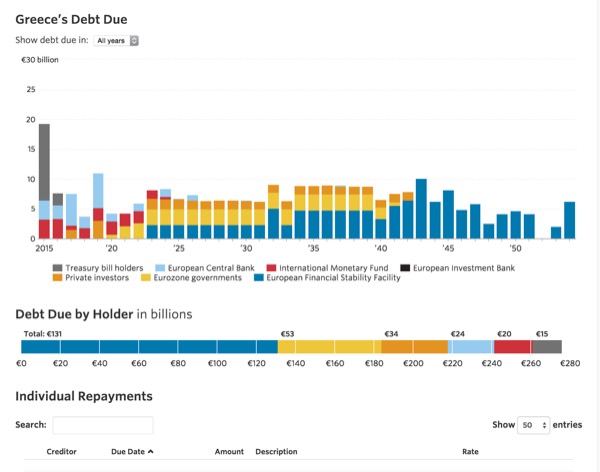 Greece's Debt Due
Show debt due in: All years
€30 billion
25
20
15
10
5
0
2015 '20 '25 '30 '35 '40 '45 '50
Treasury bill holders European Central Bank International Monetary Fund European Investment Bank
Private investors Eurozone governments European Financial Stability Facility
Debt Due by Holder in billions
Total: €131 €53 €34 €24 €20 €15
€0 €20 €40 €60 €80 €100 €120 €140 €160 €180 €200 €220 €240 €260 €280
Individual Repayments
Search: Show 50 entries
Creditor Due Date Amount Description Rate